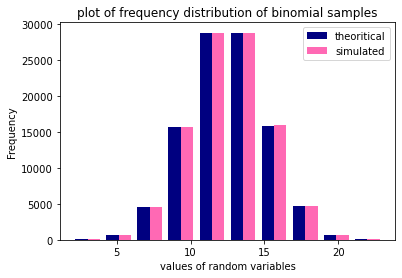 plot of frequency distribution of binomial samples
30000
25000
20000
15000
10000
5000
0
Frequency
theoritical
simulated
5
10
15
20
values of random variables